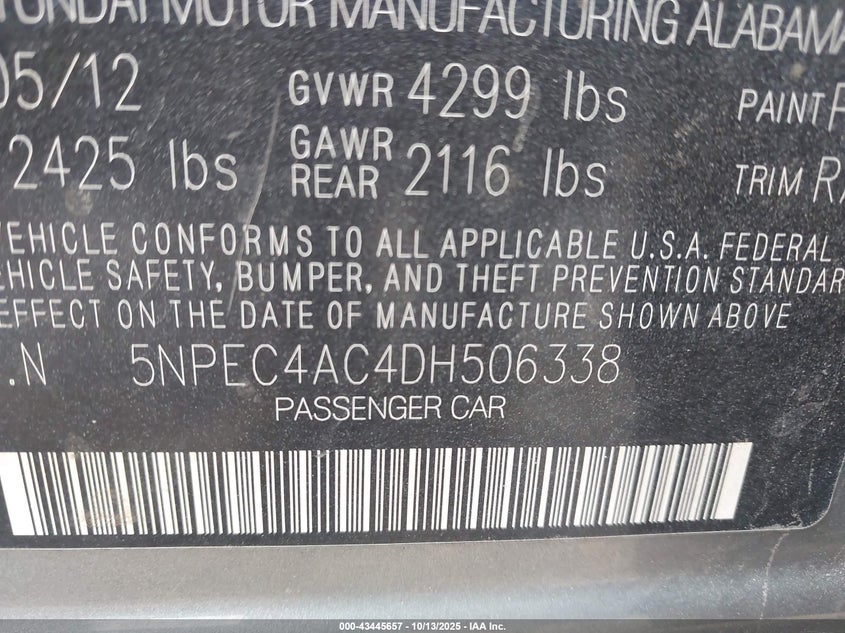 YUNDAI MOTOR MANUFACTURING ALABAMA
05/12 GVWR 4299 lbs PAINT
2425 lbs GAWR REAR 2116 lbs TRIM
VEHICLE CONFORMS TO ALL APPLICABLE U.S.A. FEDERAL
VEHICLE SAFETY, BUMPER, AND THEFT PREVENTION STANDAR
EFFECT ON THE DATE OF MANUFACTURE SHOWN ABOVE
.N 5NPEC4AC4DH506338
PASSENGER CAR
000-43445657 - 10/13/2025 - IAA Inc.